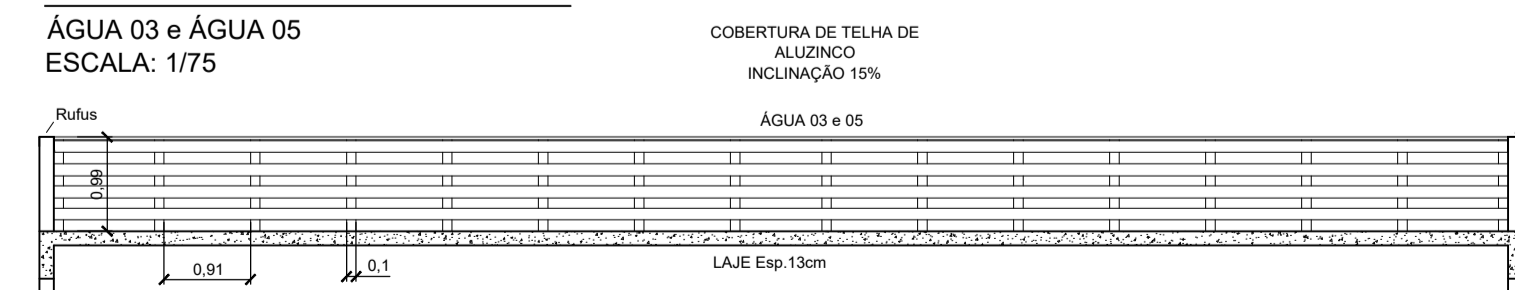 ÁGUA 03 e ÁGUA 05
ESCALA: 1/75
COBERTURA DE TELHA DE
ALUZINCO
INCLINAÇÃO 15%
Rufus
ÁGUA 03 e 05
0,99
0,91
0,1
LAJE Esp.13cm